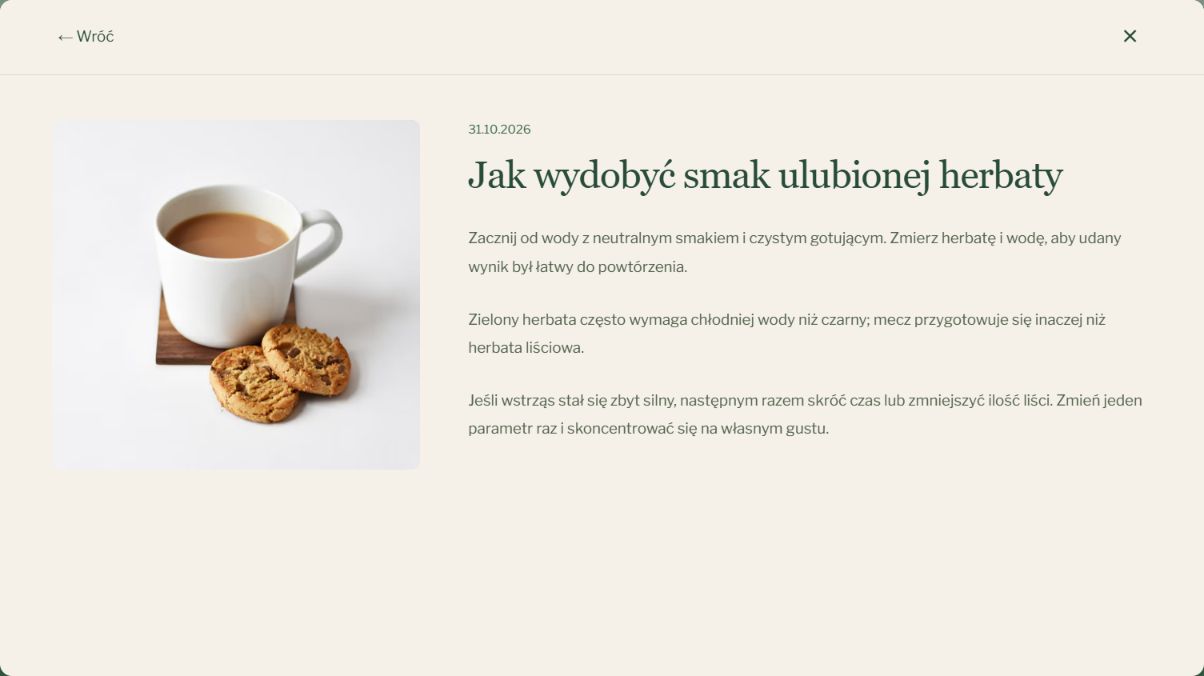 ← Wróć
×
31.10.2026
Jak wydobyć smak ulubionej herbaty
Zacznij od wody z neutralnym smakiem i czystym gotującym. Zmierz herbatę i wodę, aby udany
wynik był łatwy do powtórzenia.
Zielony herbata często wymaga chłodniej wody niż czarny; mecz przygotowuje się inaczej niż
herbata liściowa.
Jeśli wstrząs stał się zbyt silny, następnym razem skróć czas lub zmniejszyć ilość liści. Zmień jeden
parametr raz i skoncentrować się na własnym gustu.